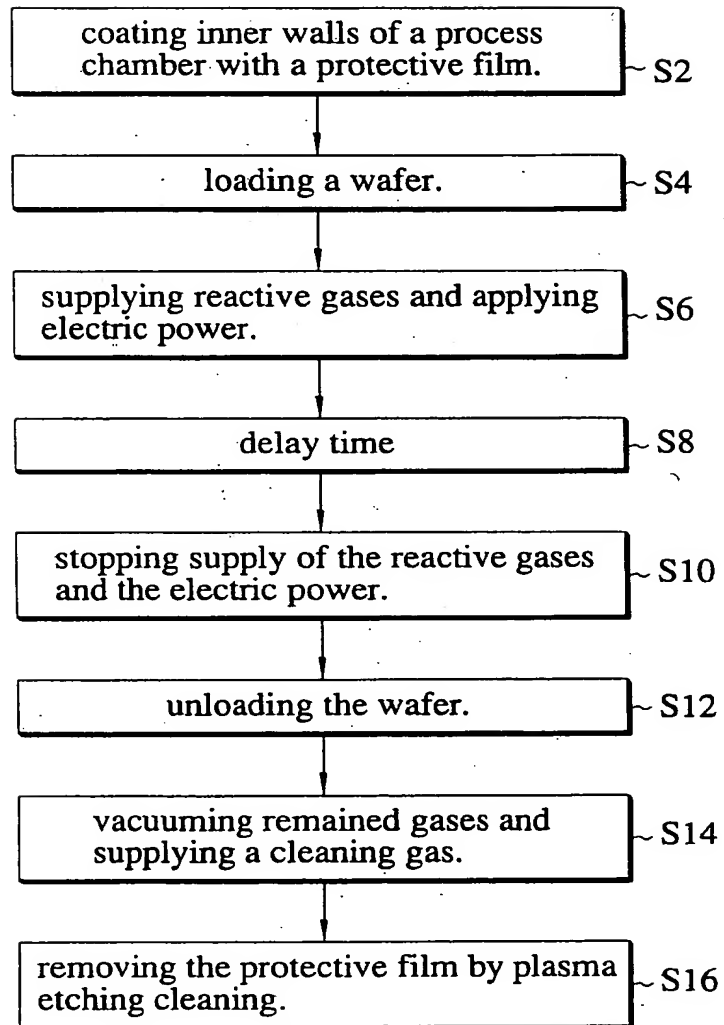 coating inner walls of a process
chamber with a protective film.
S2
loading a wafer.
S4
supplying reactive gases and applying
electric power.
S6
delay time
S8
stopping supply of the reactive gases
and the electric power.
S10
unloading the wafer.
S12
vacuuming remained gases and
supplying a cleaning gas.
S14
removing the protective film by plasma
etching cleaning.
S16